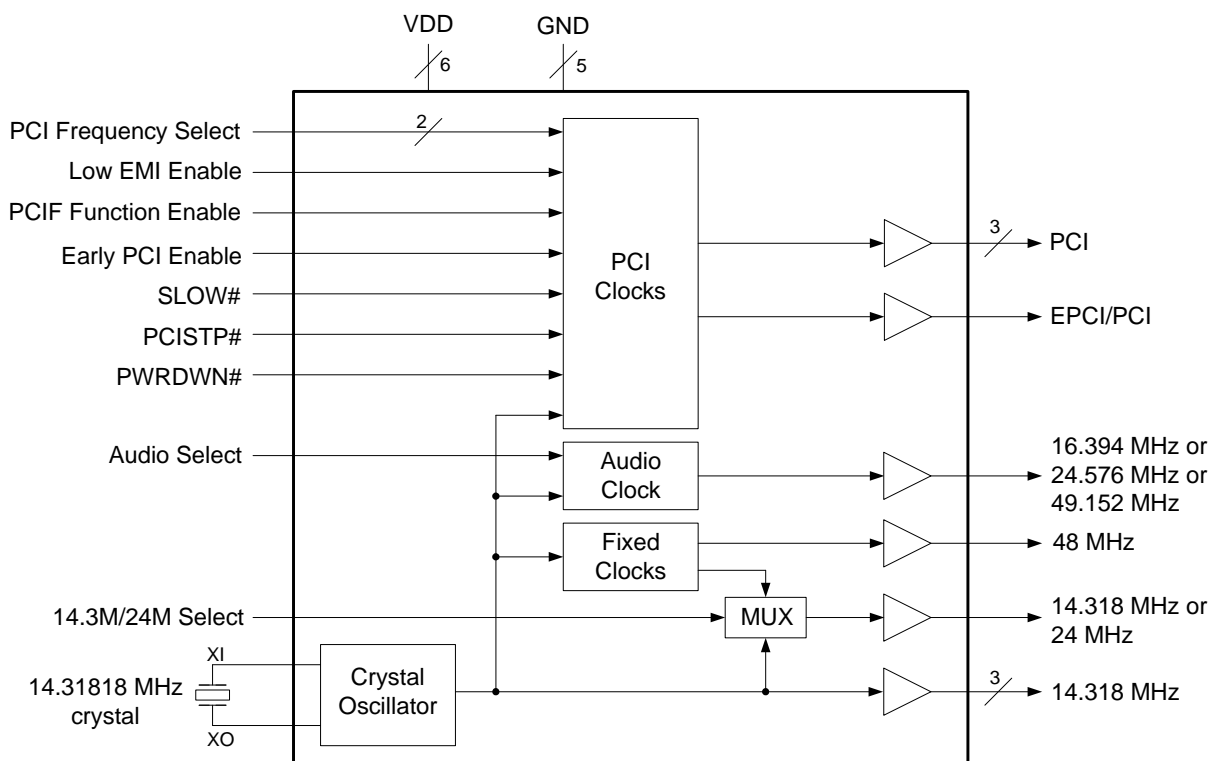 VDD
GND
6
5
PCI Frequency Select
2
Low EMI Enable
PCIF Function Enable
Early PCI Enable
SLOW#
PCISTP#
PWRDWN#
PCI
Clocks
3
PCI
EPCI/PCI
Audio Select
Audio
Clock
16.394 MHz or
24.576 MHz or
49.152 MHz
Fixed
Clocks
48 MHz
14.3M/24M Select
MUX
14.318 MHz or
24 MHz
XI
14.31818 MHz
crystal
XO
Crystal
Oscillator
3
14.318 MHz